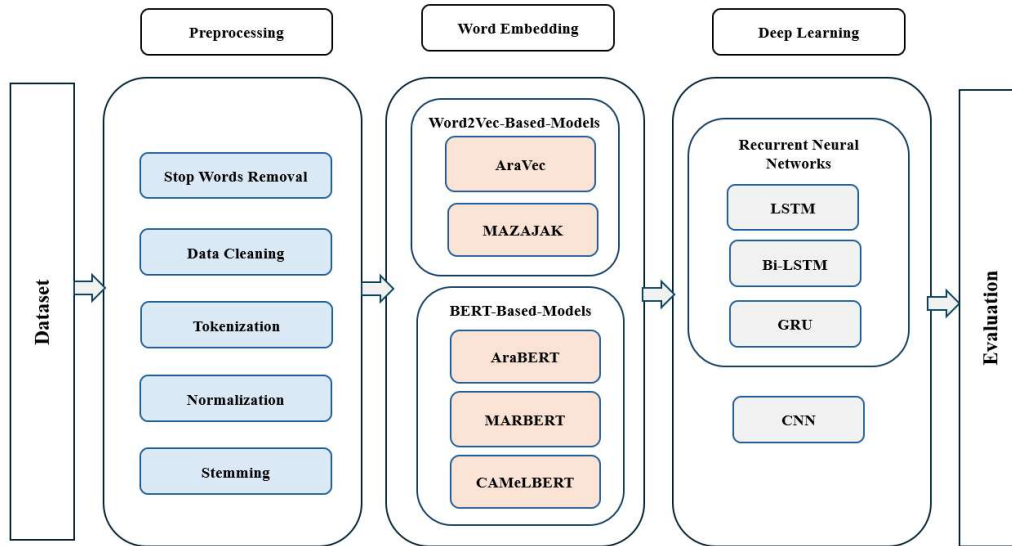 Preprocessing
Word Embedding
Deep Learning
Dataset
Stop Words Removal
Data Cleaning
Tokenization
Normalization
Stemming
Word2Vec-Based-Models
AraVec
MAZAJAK
BERT-Based-Models
AraBERT
MARBERT
CAMeLBERT
Recurrent Neural
Networks
LSTM
Bi-LSTM
GRU
CNN
Evaluation